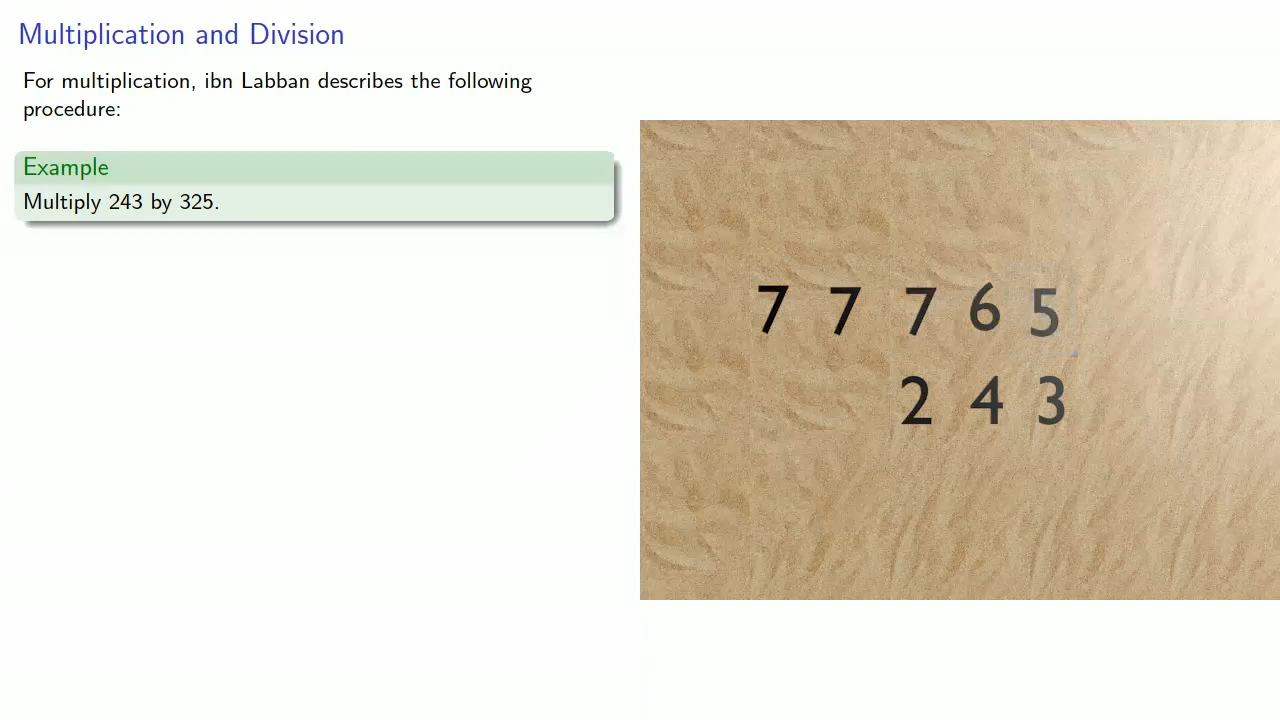 Multiplication and Division
For multiplication, ibn Labban describes the following
procedure:
Example
Multiply 243 by 325.
7 7 7 6 5
2 4 3